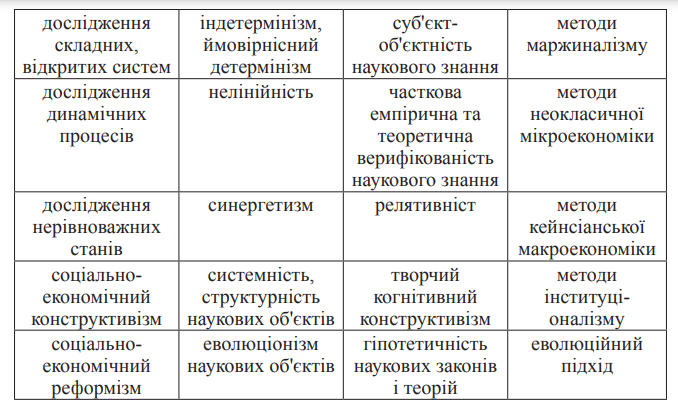 дослідження
складних,
відкритих систем
індетермінізм,
ймовірнісний
детермінізм
суб'єкт-
об'єктність
наукового знання
методи
маржиналізму
дослідження
динамічних
процесів
нелінійність
часткова
емпірична та
теоретична
верифікованість
наукового знання
методи
неокласичної
мікроекономіки
дослідження
нерівноважних
станів
синергетизм
релятивніст
методи
кейнсіанської
макроекономіки
соціально-
економічний
конструктивізм
системність,
структурність
наукових об'єктів
творчий
когнітивний
конструктивізм
методи
інституці-
оналізму
соціально-
економічний
реформізм
еволюціонізм
наукових об'єктів
гіпотетичність
наукових законів
і теорій
еволюційний
підхід